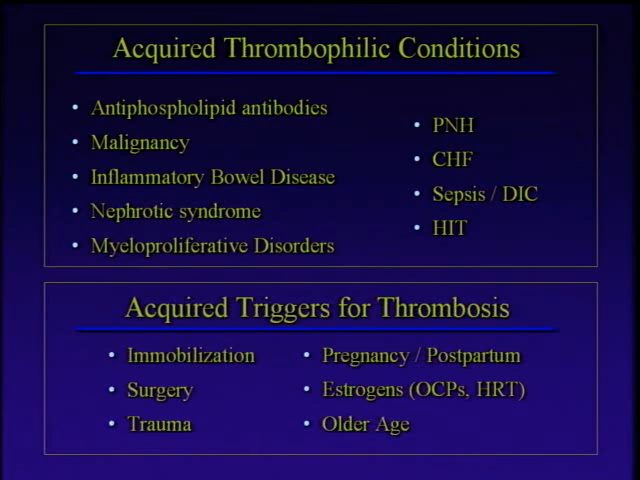 Acquired Thrombophilic Conditions
• Antiphospholipid antibodies
• Malignancy
• Inflammatory Bowel Disease
• Nephrotic syndrome
• Myeloproliferative Disorders
• PNH
• CHF
• Sepsis / DIC
• HIT
Acquired Triggers for Thrombosis
• Immobilization
• Surgery
• Trauma
• Pregnancy / Postpartum
• Estrogens (OCPs, HRT)
• Older Age